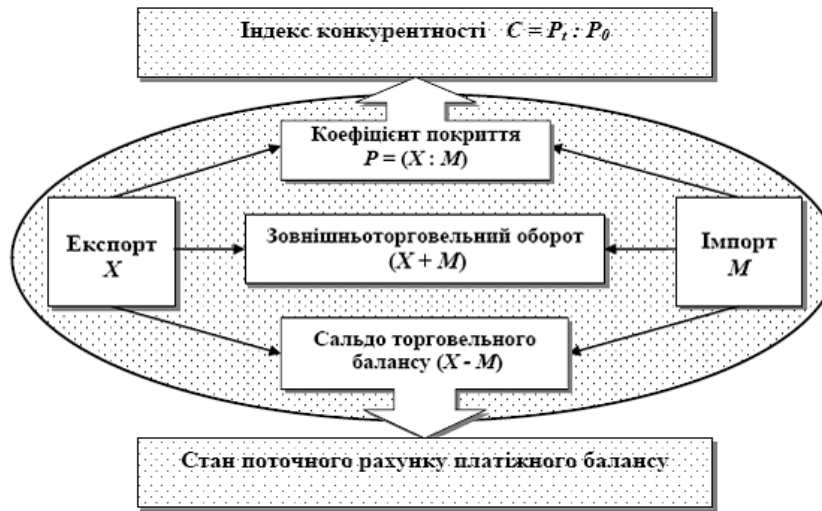 Індекс конкурентності C = Pt : P0
Коефіцієнт покриття
P = (X : M)
Експорт
X
Зовнішньоторговельний оборот
(X + M)
Імпорт
M
Сальдо торговельного
балансу (X - M)
Стан поточного рахунку платіжного балансу